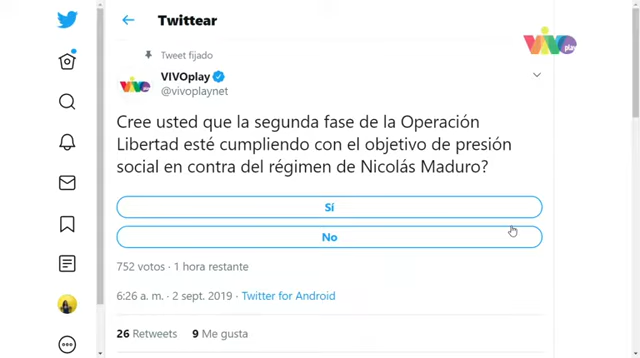 Twittear
VIVO
play
Tweet fijado
VIVOplay
@vivoplaynet
Cree usted que la segunda fase de la Operación
Libertad esté cumpliendo con el objetivo de presión
social en contra del régimen de Nicolás Maduro?
Sí
No
752 votos · 1 hora restante
6:26 a. m. · 2 sept. 2019 · Twitter for Android
26 Retweets 9 Me gusta